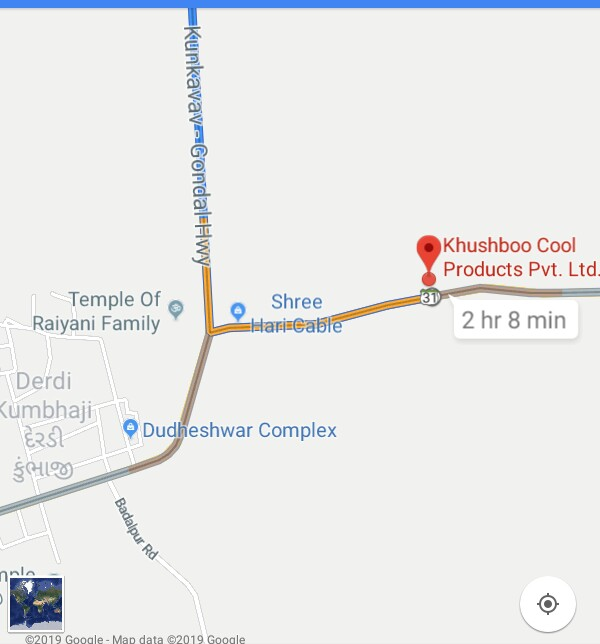 Kunkavav - Gondal Hwy
Khushboo Cool
Products Pvt. Ltd.
31
2 hr 8 min
Temple Of
Raiyani Family
Shree
Hari Cable
Derdi
Kumbhaji
દેરડી
કુંભાજી
Dudheshwar Complex
Badalpur Rd
mple
©2019 Google - Map data ©2019 Google